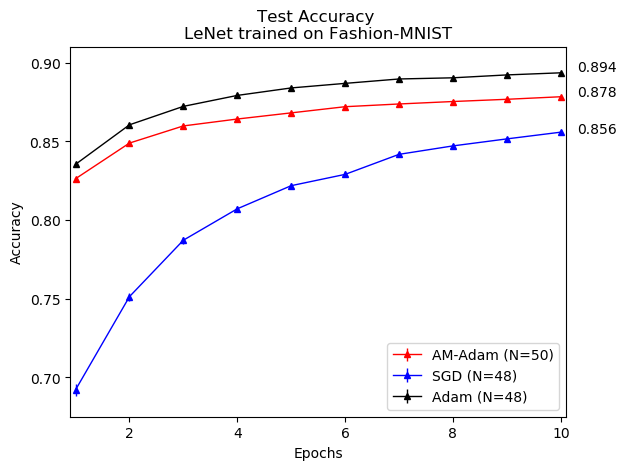 Test Accuracy
LeNet trained on Fashion-MNIST
0.90
0.85
0.80
0.75
0.70
Accuracy
0.894
0.878
0.856
AM-Adam (N=50)
SGD (N=48)
Adam (N=48)
2
4
6
8
10
Epochs